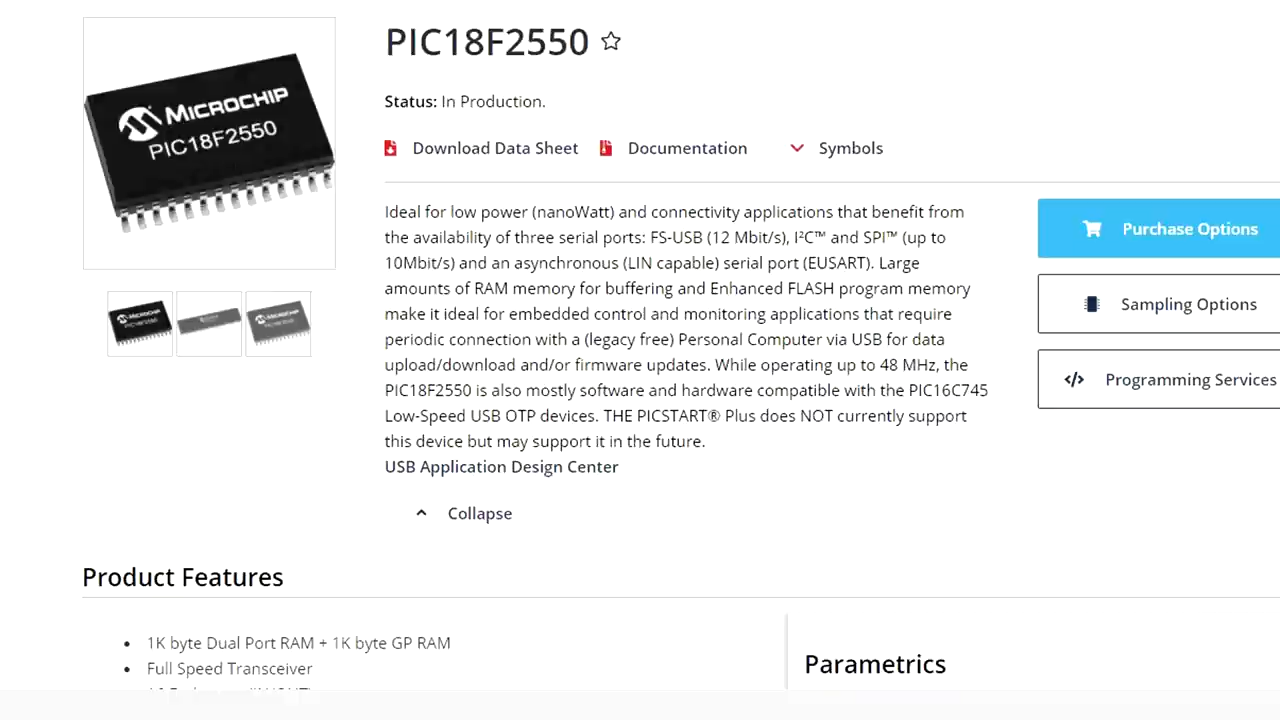 PIC18F2550
MICROCHIP
PIC18F2550
Status: In Production.
Download Data Sheet
Documentation
Symbols
Ideal for low power (nanoWatt) and connectivity applications that benefit from
the availability of three serial ports: FS-USB (12 Mbit/s), I²C™ and SPI™ (up to
10Mbit/s) and an asynchronous (LIN capable) serial port (EUSART). Large
amounts of RAM memory for buffering and Enhanced FLASH program memory
make it ideal for embedded control and monitoring applications that require
periodic connection with a (legacy free) Personal Computer via USB for data
upload/download and/or firmware updates. While operating up to 48 MHz, the
PIC18F2550 is also mostly software and hardware compatible with the PIC16C745
Low-Speed USB OTP devices. THE PICSTART® Plus does NOT currently support
this device but may support it in the future.
USB Application Design Center
Collapse
Purchase Options
Sampling Options
Programming Services
Product Features
1K byte Dual Port RAM + 1K byte GP RAM
Full Speed Transceiver
Parametrics